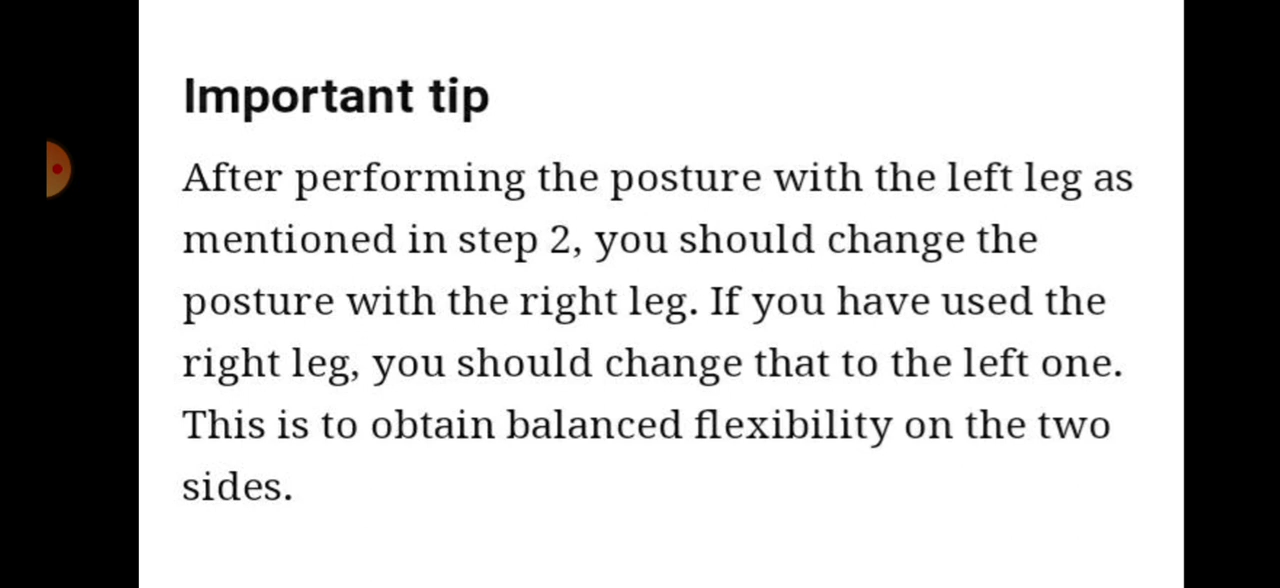 Important tip
After performing the posture with the left leg as
mentioned in step 2, you should change the
posture with the right leg. If you have used the
right leg, you should change that to the left one.
This is to obtain balanced flexibility on the two
sides.